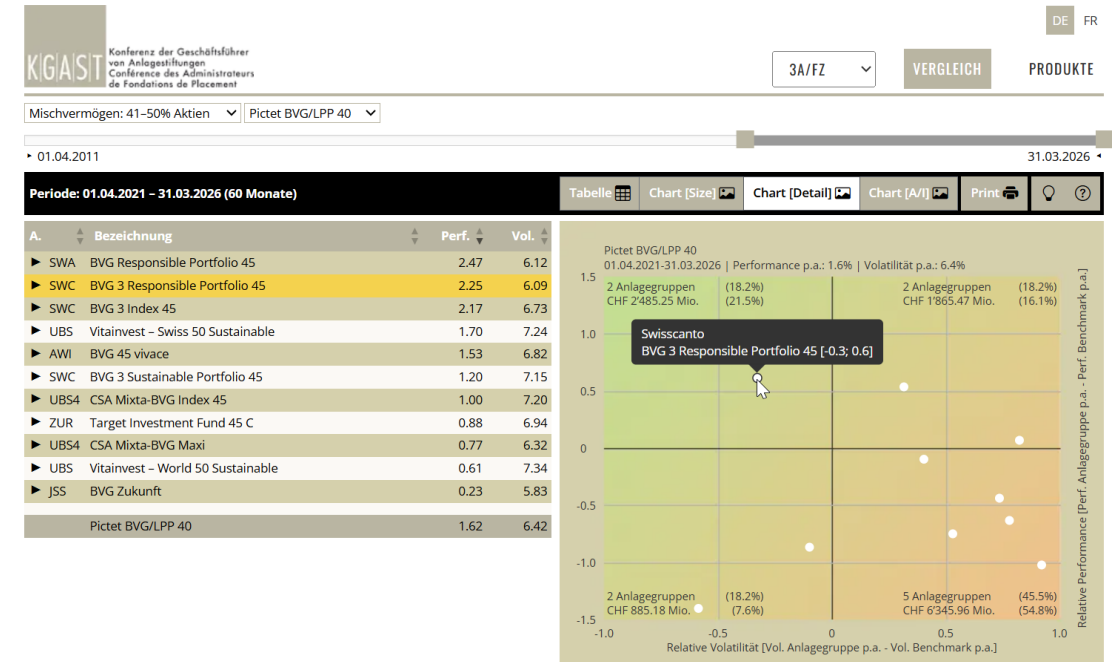 DE FR
K|G|A|S|T
Konferenz der Geschäftsführer
von Anlagestiftungen
Conférence des Administrateurs
de Fondations de Placement
3A/FZ VERGLEICH PRODUKTE
Mischvermögen: 41–50% Aktien Pictet BVG/LPP 40
01.04.2011 31.03.2026
Periode: 01.04.2021 – 31.03.2026 (60 Monate) Tabelle Chart [Size] Chart [Detail] Chart [A/I] Print ?
A. Bezeichnung Perf. Vol.
SWA BVG Responsible Portfolio 45 2.47 6.12
SWC BVG 3 Responsible Portfolio 45 2.25 6.09
SWC BVG 3 Index 45 2.17 6.73
UBS Vitainvest – Swiss 50 Sustainable 1.70 7.24
AWI BVG 45 vivace 1.53 6.82
SWC BVG 3 Sustainable Portfolio 45 1.20 7.15
UBS4 CSA Mixta-BVG Index 45 1.00 7.20
ZUR Target Investment Fund 45 C 0.88 6.94
UBS4 CSA Mixta-BVG Maxi 0.77 6.32
UBS Vitainvest – World 50 Sustainable 0.61 7.34
JSS BVG Zukunft 0.23 5.83
Pictet BVG/LPP 40 1.62 6.42
Pictet BVG/LPP 40
01.04.2021-31.03.2026 | Performance p.a.: 1.6% | Volatilität p.a.: 6.4%
1.5
2 Anlagegruppen (18.2%) 2 Anlagegruppen (18.2%)
CHF 2'485.25 Mio. (21.5%) CHF 1'865.47 Mio. (16.1%)
1.0
Swisscanto
BVG 3 Responsible Portfolio 45 [-0.3; 0.6]
0.5
0
-0.5
-1.0
2 Anlagegruppen (18.2%) 5 Anlagegruppen (45.5%)
CHF 885.18 Mio. (7.6%) CHF 6'345.96 Mio. (54.8%)
-1.5
-1.0 -0.5 0 0.5 1.0
Relative Volatilität [Vol. Anlagegruppe p.a. - Vol. Benchmark p.a.]
Relative Performance [Perf. Anlagegruppe p.a. - Perf. Benchmark p.a.]